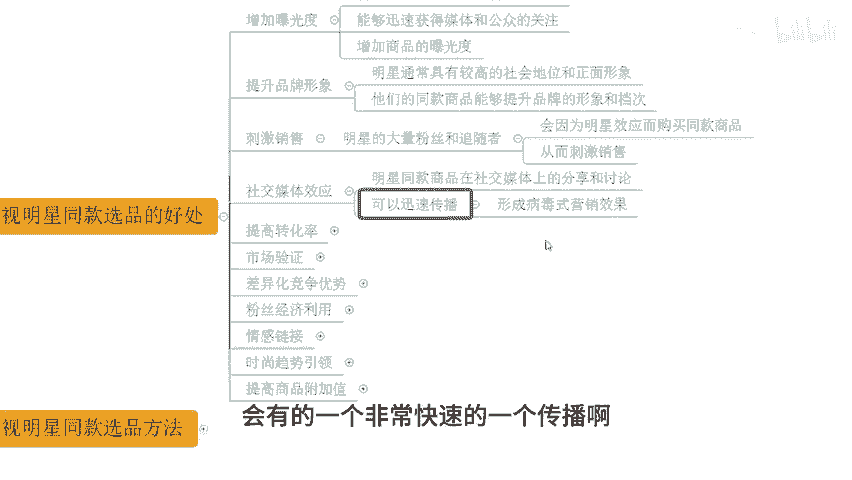 增加曝光度
能够迅速获得媒体和公众的关注
增加商品的曝光度
提升品牌形象
明星通常具有较高的社会地位和正面形象
他们的同款商品能够提升品牌的形象和档次
刺激销售
明星的大量粉丝和追随者
会因为明星效应而购买同款商品
从而刺激销售
社交媒体效应
明星同款商品在社交媒体上的分享和讨论
可以迅速传播
形成病毒式营销效果
视明星同款选品的好处
提高转化率
市场验证
差异化竞争优势
粉丝经济利用
情感链接
时尚趋势引领
提高商品附加值
视明星同款选品方法
会有的一个非常快速的一个传播啊
bilibili